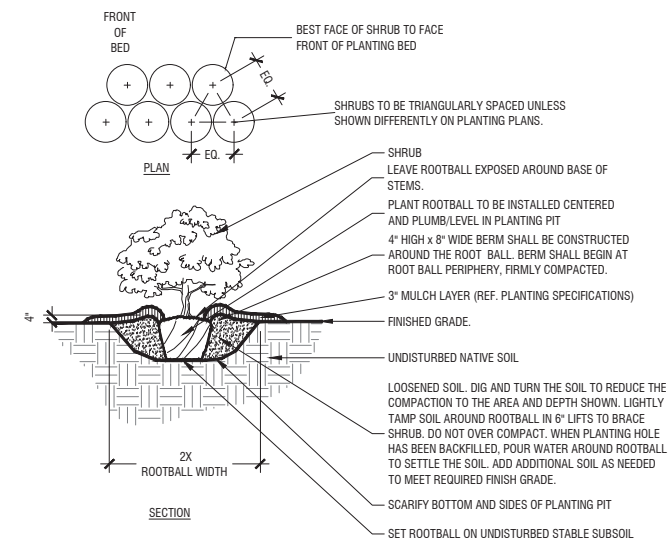 FRONT
OF
BED
BEST FACE OF SHRUB TO FACE
FRONT OF PLANTING BED
EQ.
SHRUBS TO BE TRIANGULARLY SPACED UNLESS
SHOWN DIFFERENTLY ON PLANTING PLANS.
EQ.
PLAN
SHRUB
LEAVE ROOTBALL EXPOSED AROUND BASE OF
STEMS.
PLANT ROOTBALL TO BE INSTALLED CENTERED
AND PLUMB/LEVEL IN PLANTING PIT
4" HIGH x 8" WIDE BERM SHALL BE CONSTRUCTED
AROUND THE ROOT BALL. BERM SHALL BEGIN AT
ROOT BALL PERIPHERY, FIRMLY COMPACTED.
3" MULCH LAYER (REF. PLANTING SPECIFICATIONS)
4"
FINISHED GRADE.
UNDISTURBED NATIVE SOIL
LOOSENED SOIL. DIG AND TURN THE SOIL TO REDUCE THE
COMPACTION TO THE AREA AND DEPTH SHOWN. LIGHTLY
TAMP SOIL AROUND ROOTBALL IN 6" LIFTS TO BRACE
SHRUB. DO NOT OVER COMPACT. WHEN PLANTING HOLE
HAS BEEN BACKFILLED, POUR WATER AROUND ROOTBALL
TO SETTLE THE SOIL. ADD ADDITIONAL SOIL AS NEEDED
TO MEET REQUIRED FINISH GRADE.
2X
ROOTBALL WIDTH
SCARIFY BOTTOM AND SIDES OF PLANTING PIT
SECTION
SET ROOTBALL ON UNDISTURBED STABLE SUBSOIL